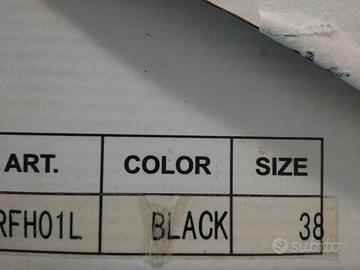 ART. COLOR SIZE
RFH01L BLACK 38
subito